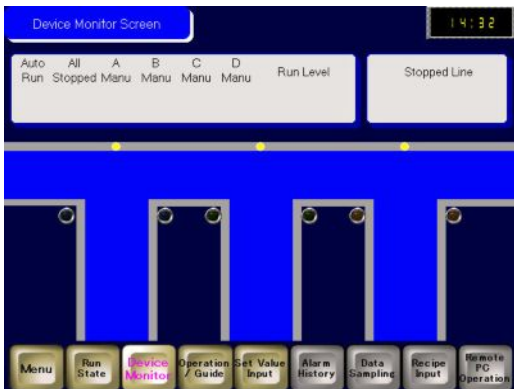 Device Monitor Screen
14:32
Auto Run
All Stopped
A Manu
B Manu
C Manu
D Manu
Run Level
Stopped Line
Menu
Run State
Device Monitor
Operation / Guide
Set Value Input
Alarm History
Data Sampling
Recipe Input
Remote PC Operation